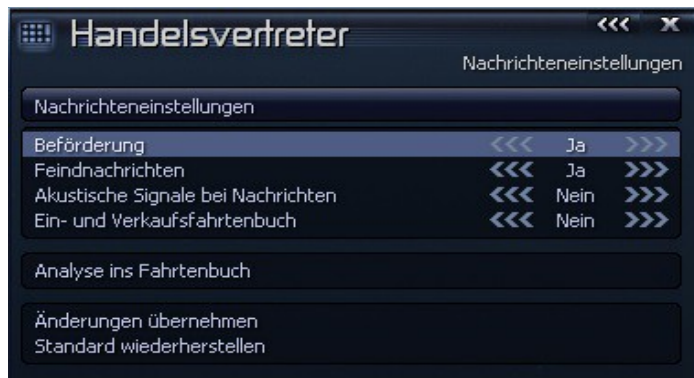 Handelsvertreter
<<< X
Nachrichteneinstellungen
Nachrichteneinstellungen
Beförderung <<< Ja >>>
Feindnachrichten <<< Ja >>>
Akustische Signale bei Nachrichten <<< Nein >>>
Ein- und Verkaufsfahrtenbuch <<< Nein >>>
Analyse ins Fahrtenbuch
Änderungen übernehmen
Standard wiederherstellen